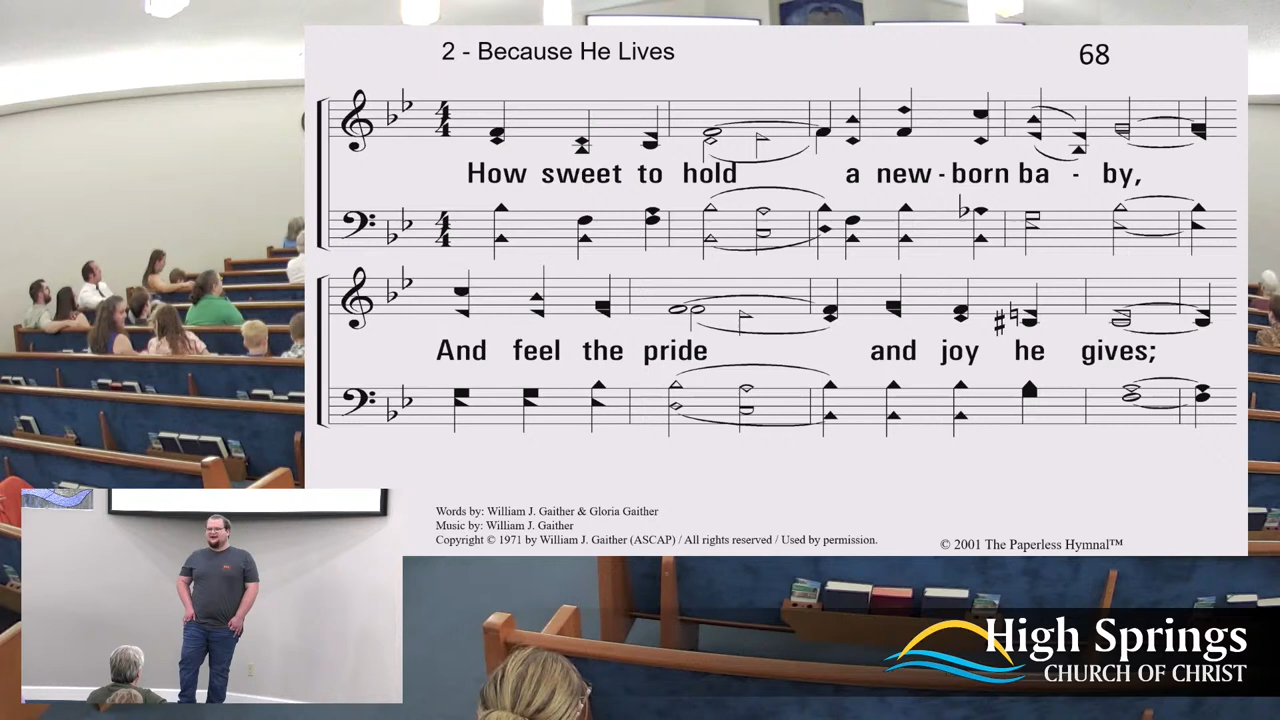 2 - Because He Lives
68
How sweet to hold a new - born ba - by,
And feel the pride and joy he gives;
Words by: William J. Gaither & Gloria Gaither
Music by: William J. Gaither
Copyright © 1971 by William J. Gaither (ASCAP) / All rights reserved / Used by permission.
© 2001 The Paperless Hymnal™
High Springs
CHURCH OF CHRIST